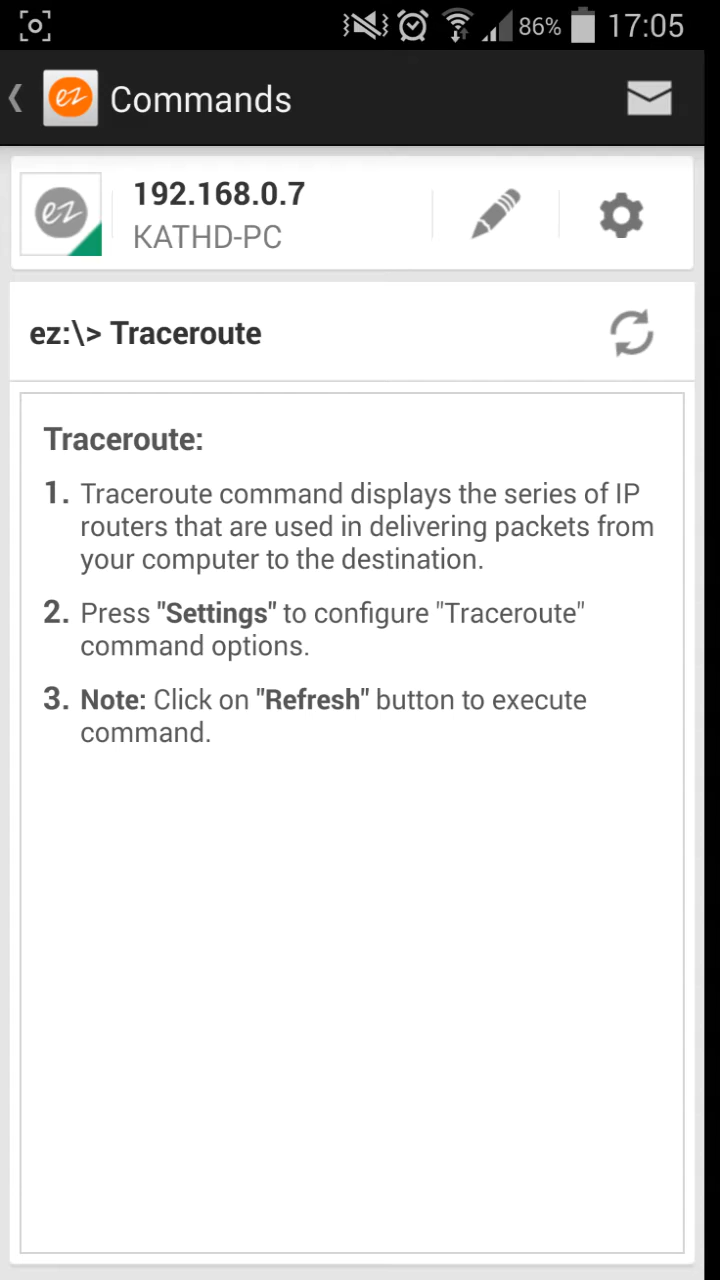 86% 17:05
ez Commands
ez 192.168.0.7
KATHD-PC
ez:\> Traceroute
Traceroute:
1. Traceroute command displays the series of IP
routers that are used in delivering packets from
your computer to the destination.
2. Press "Settings" to configure "Traceroute"
command options.
3. Note: Click on "Refresh" button to execute
command.